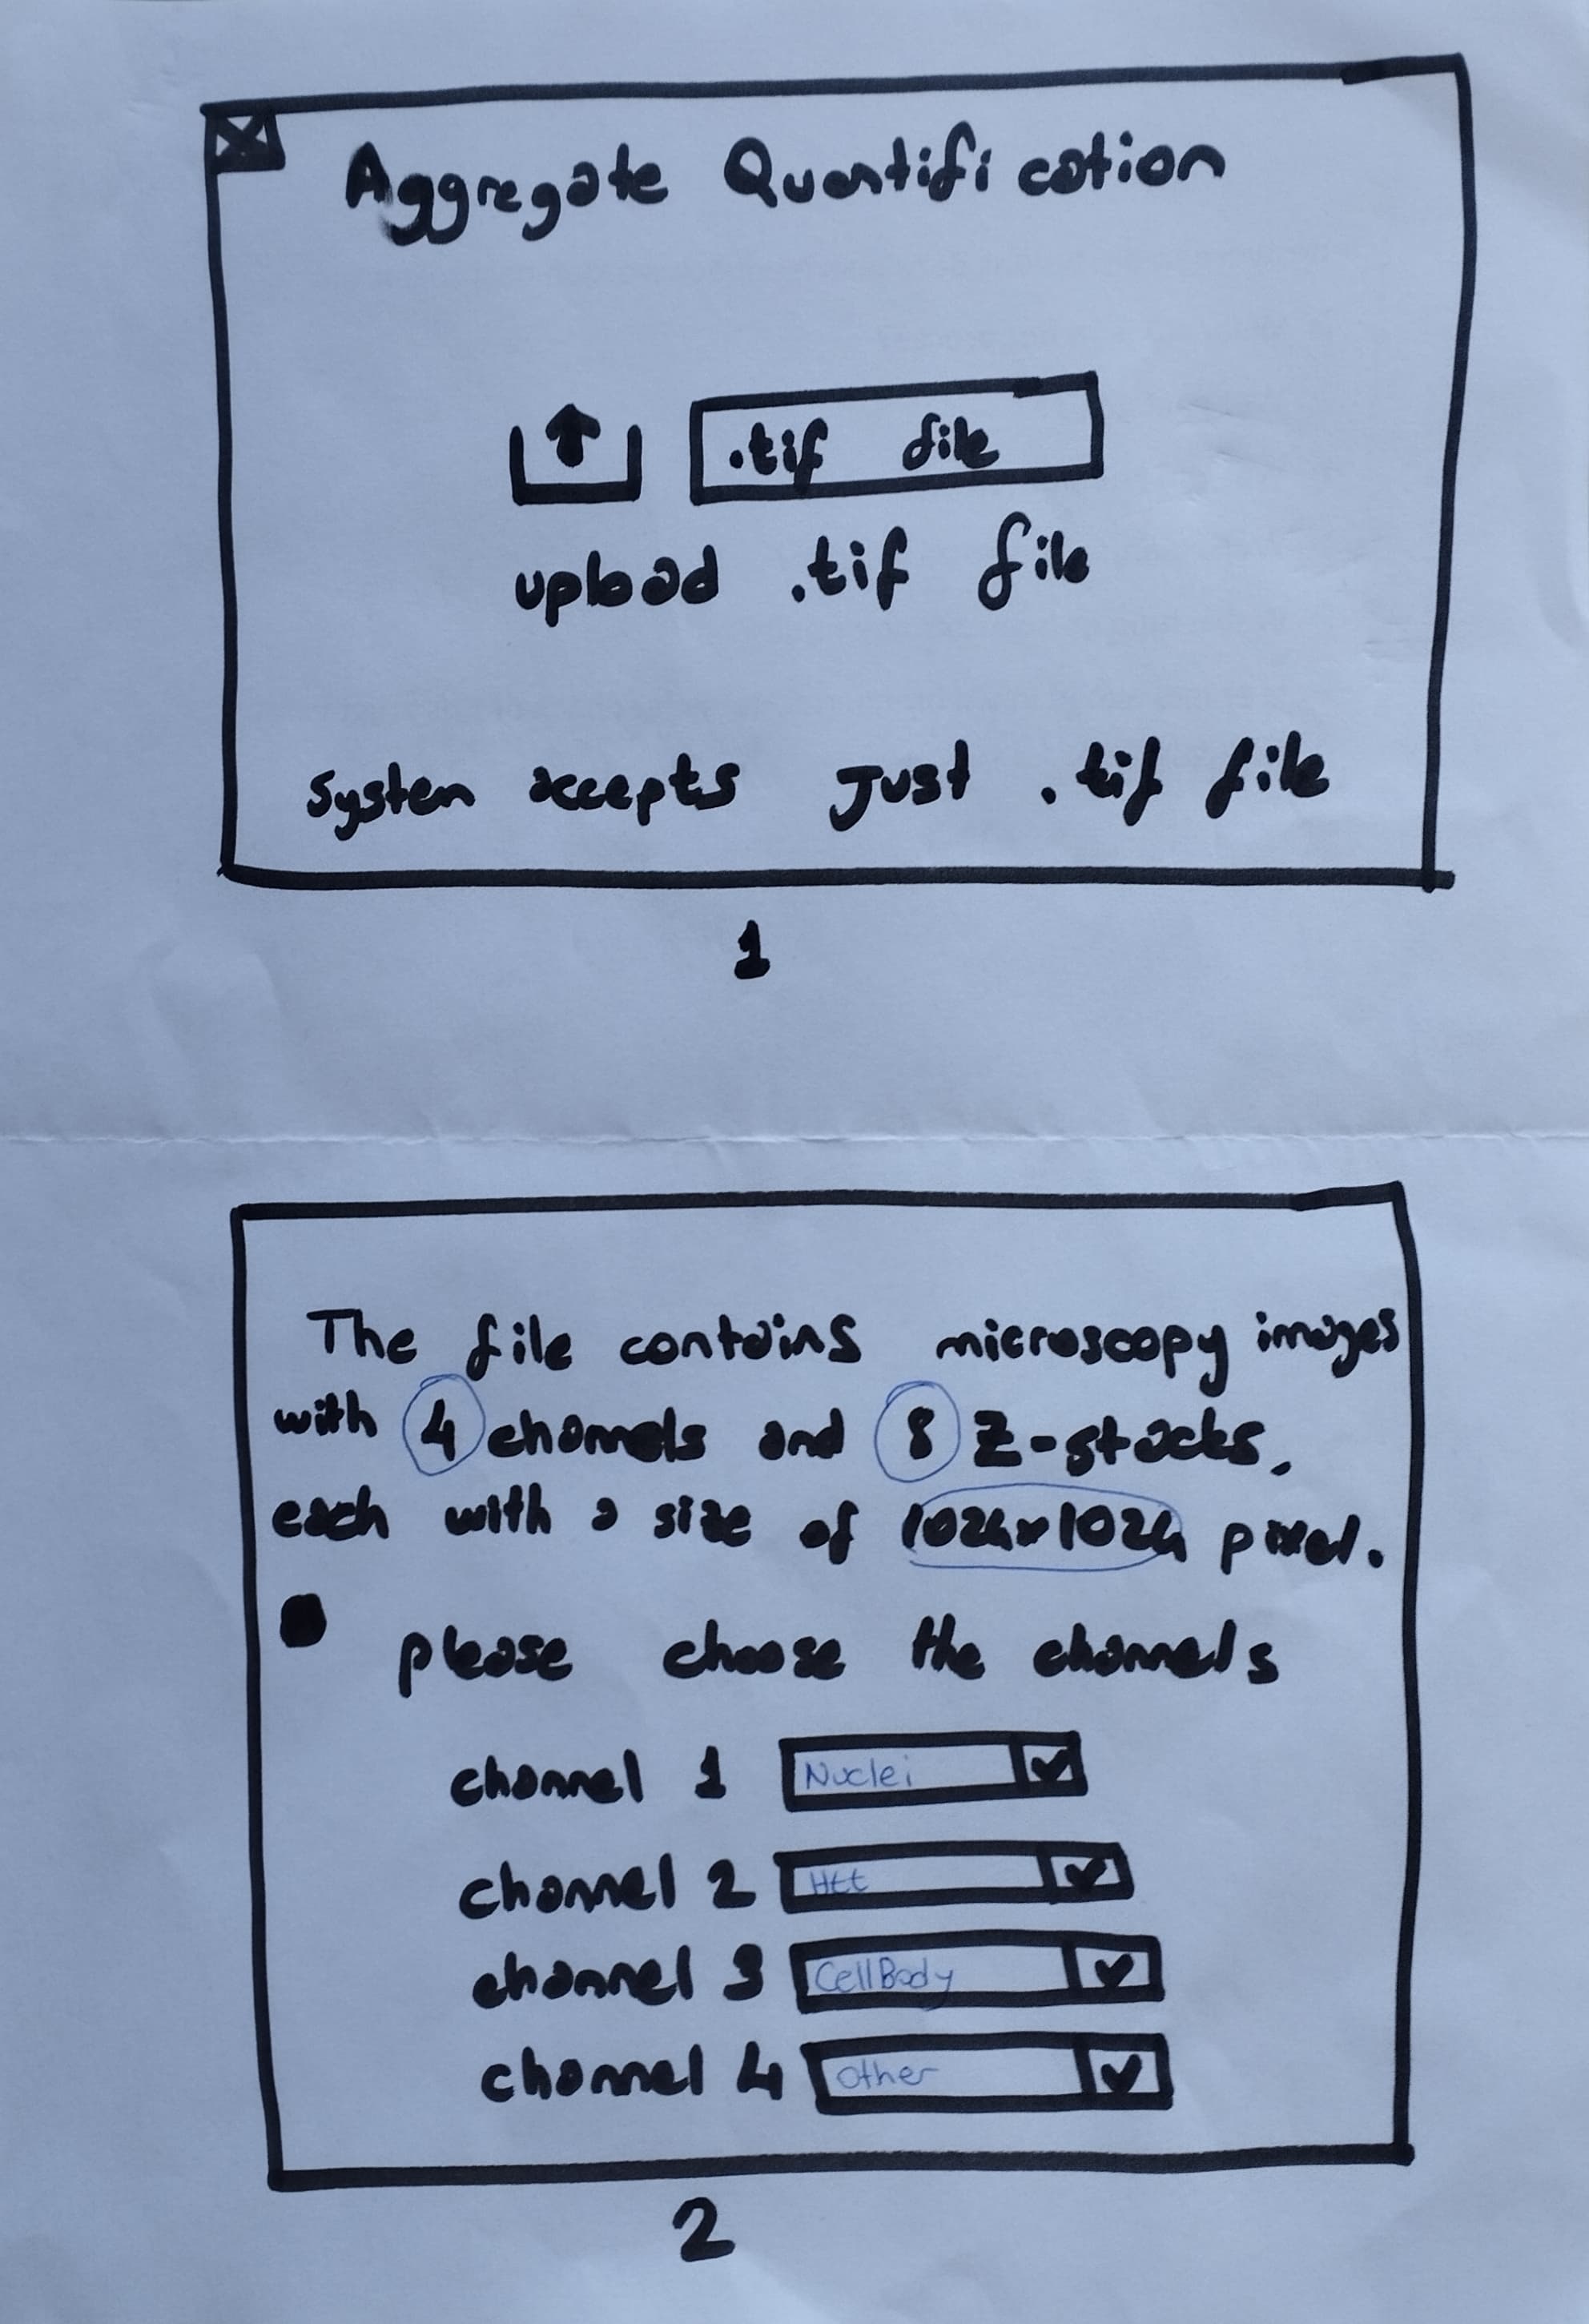 Aggregate Quantification
.tif file
upload .tif file
System accepts Just .tif file
1
The file contains microscopy images
with 4 channels and 8 Z-stacks,
each with a size of 1024x1024 pixel.
please choose the channels
channel 1 Nuclei
channel 2 Htt
channel 3 CellBody
channel 4 Other
2